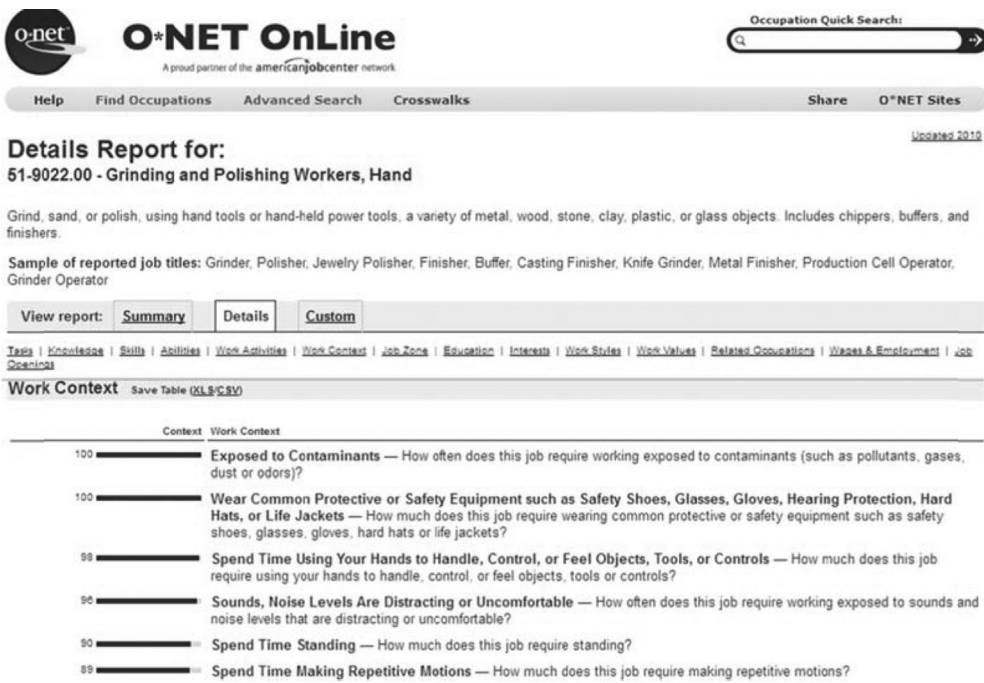 Occupation Quick Search:
o·net
O*NET OnLine
A proud partner of the americanjobcenter network
Help Find Occupations Advanced Search Crosswalks Share O*NET Sites
Updated 2010
Details Report for:
51-9022.00 - Grinding and Polishing Workers, Hand
Grind, sand, or polish, using hand tools or hand-held power tools, a variety of metal, wood, stone, clay, plastic, or glass objects. Includes chippers, buffers, and
finishers.
Sample of reported job titles: Grinder, Polisher, Jewelry Polisher, Finisher, Buffer, Casting Finisher, Knife Grinder, Metal Finisher, Production Cell Operator,
Grinder Operator
View report: Summary Details Custom
Tasks | Knowledge | Skills | Abilities | Work Activities | Work Context | Job Zone | Education | Interests | Work Styles | Work Values | Related Occupations | Wages & Employment | Job
Openings
Work Context Save Table (XLS/CSV)
Context Work Context
100 Exposed to Contaminants — How often does this job require working exposed to contaminants (such as pollutants, gases,
dust or odors)?
100 Wear Common Protective or Safety Equipment such as Safety Shoes, Glasses, Gloves, Hearing Protection, Hard
Hats, or Life Jackets — How much does this job require wearing common protective or safety equipment such as safety
shoes, glasses, gloves, hard hats or life jackets?
98 Spend Time Using Your Hands to Handle, Control, or Feel Objects, Tools, or Controls — How much does this job
require using your hands to handle, control, or feel objects, tools or controls?
96 Sounds, Noise Levels Are Distracting or Uncomfortable — How often does this job require working exposed to sounds and
noise levels that are distracting or uncomfortable?
90 Spend Time Standing — How much does this job require standing?
89 Spend Time Making Repetitive Motions — How much does this job require making repetitive motions?